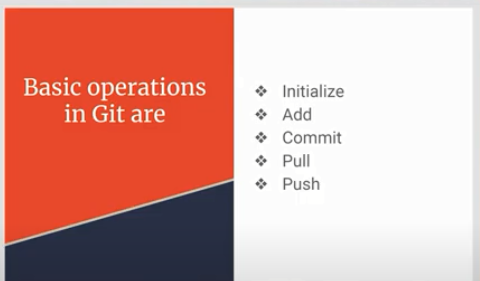 Basic operations
in Git are
❖ Initialize
❖ Add
❖ Commit
❖ Pull
❖ Push